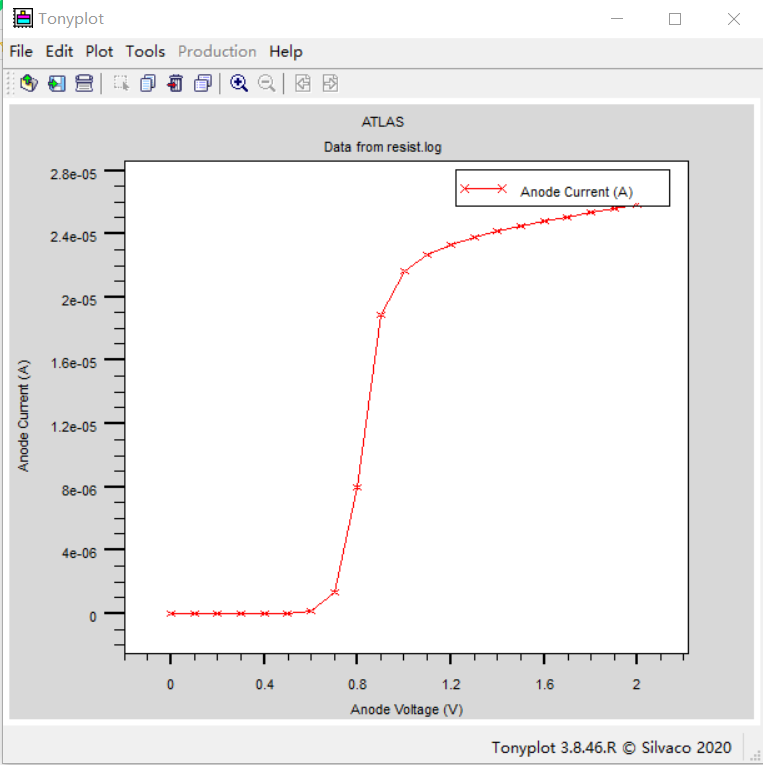 Tonyplot
File Edit Plot Tools Production Help
ATLAS
Data from resist.log
Anode Current (A)
2.8e-05
2.4e-05
2e-05
1.6e-05
1.2e-05
8e-06
4e-06
0
Anode Current (A)
0 0.4 0.8 1.2 1.6 2
Anode Voltage (V)
Tonyplot 3.8.46.R © Silvaco 2020